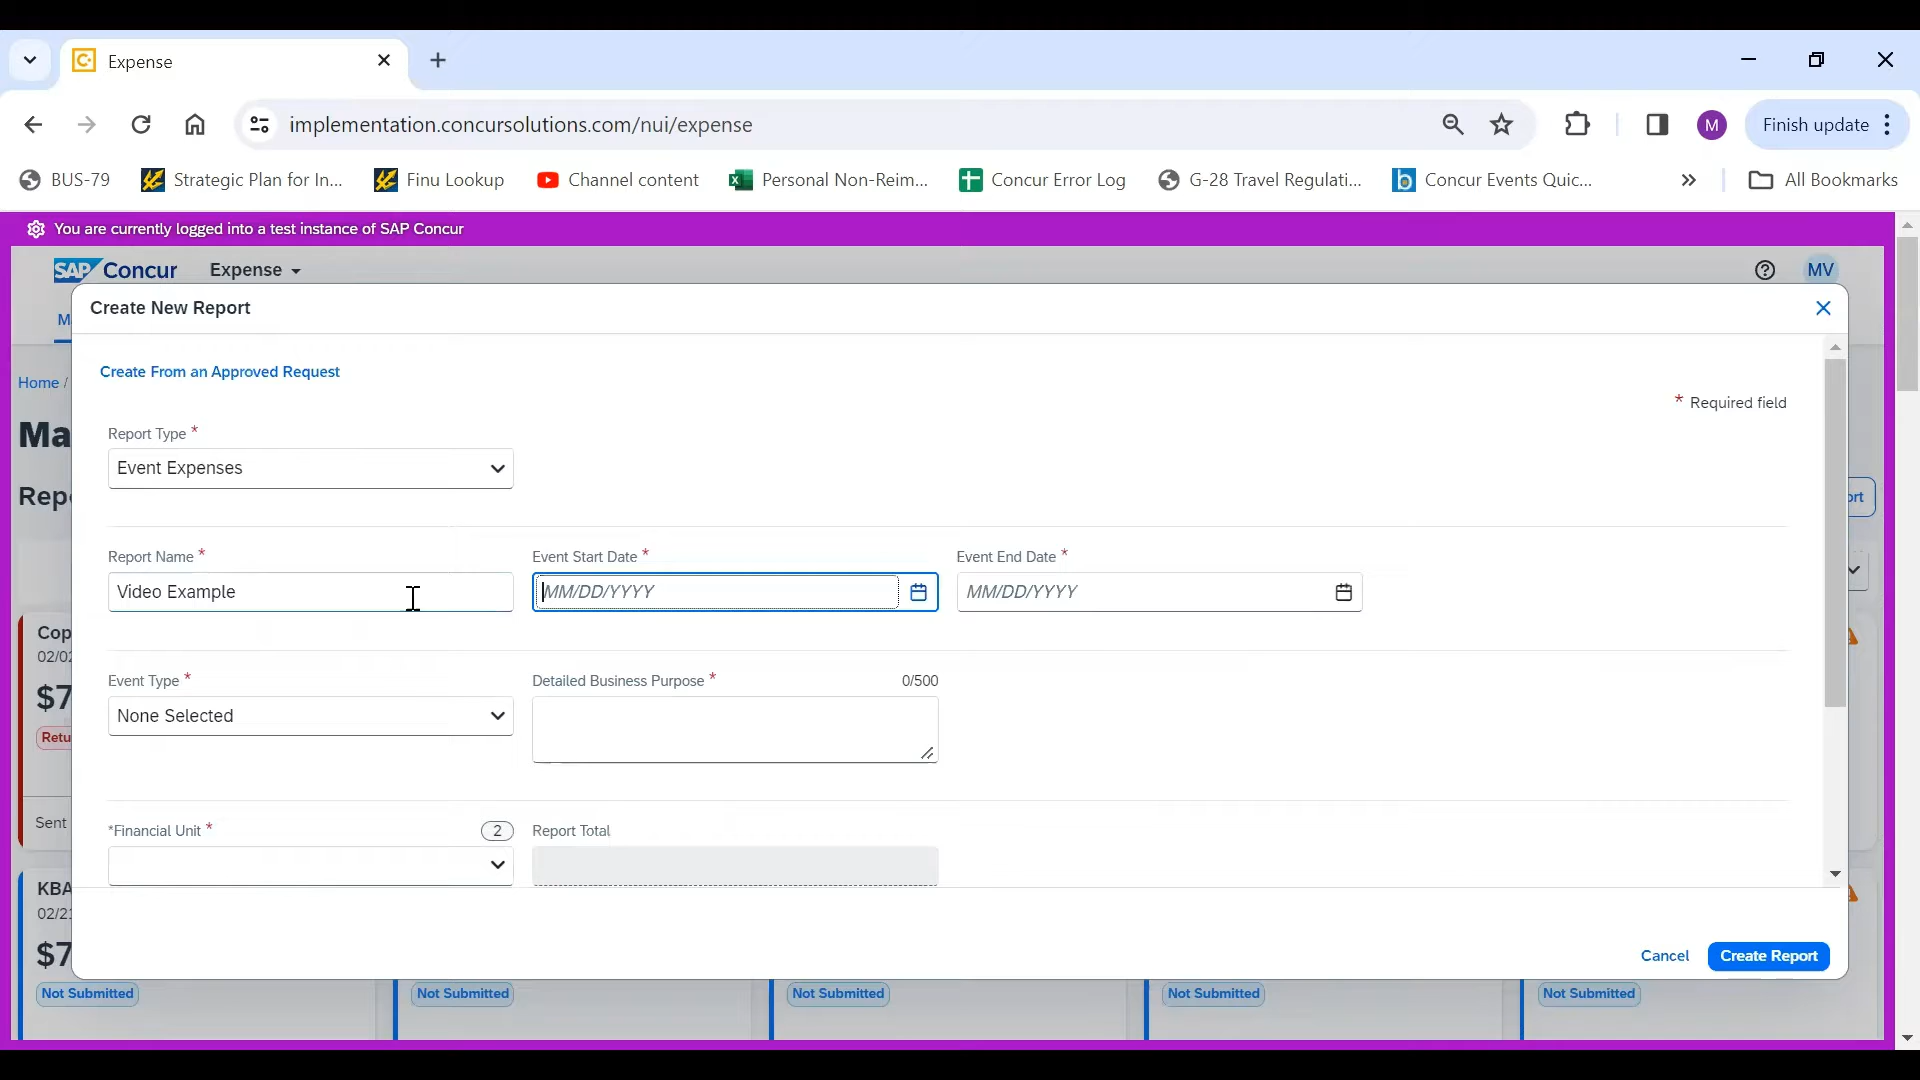 Expense
implementation.concursolutions.com/nui/expense
M
Finish update
BUS-79
Strategic Plan for In...
Finu Lookup
Channel content
Personal Non-Reim...
Concur Error Log
G-28 Travel Regulati...
Concur Events Quic...
All Bookmarks
You are currently logged into a test instance of SAP Concur
SAP Concur
Expense
MV
Create New Report
Create From an Approved Request
* Required field
Report Type *
Event Expenses
Report Name *
Event Start Date *
Event End Date *
Video Example
MM/DD/YYYY
MM/DD/YYYY
Event Type *
Detailed Business Purpose *
0/500
None Selected
*Financial Unit *
2
Report Total
Cancel
Create Report
Home /
Ma
Repo
ort
Cop
02/02
$7
Retu
Sent
KBA
02/21
$7
Not Submitted
Not Submitted
Not Submitted
Not Submitted
Not Submitted